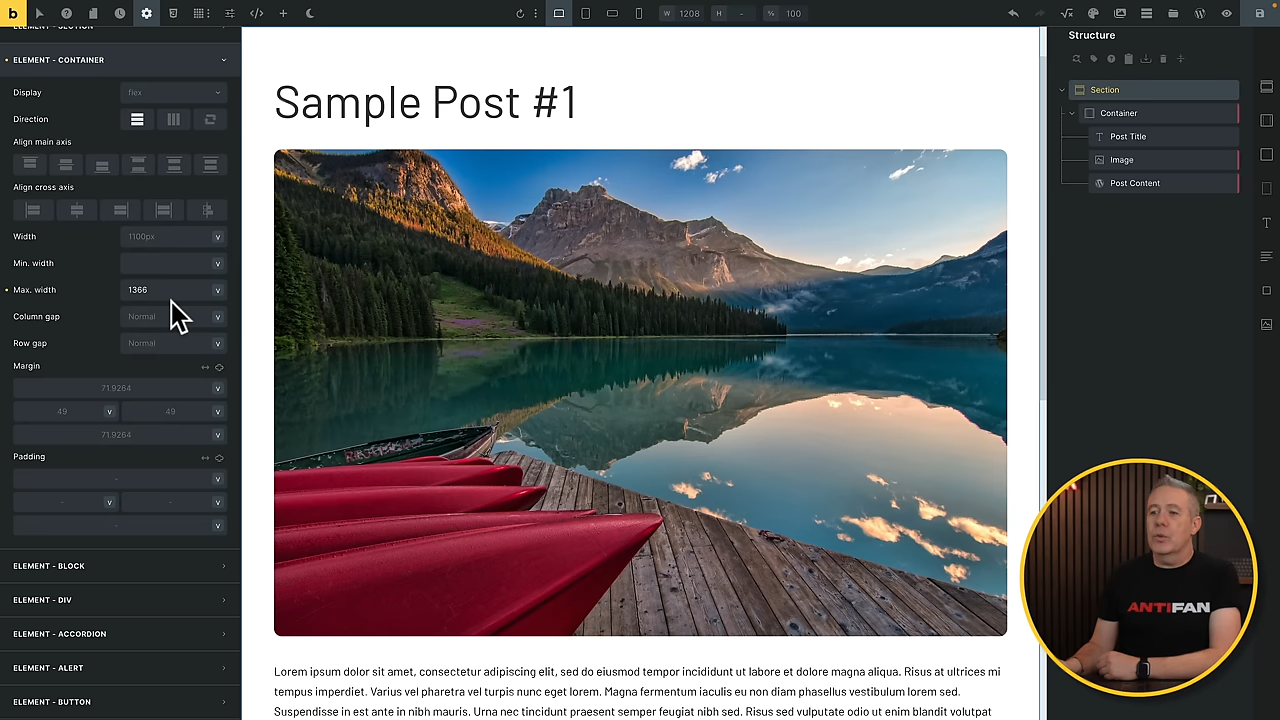 b
W 1208 H - % 100
ELEMENT - SECTION
ELEMENT - CONTAINER
Display flex
Direction
Align main axis
Align cross axis
Width 1100px v
Min. width v
Max. width 1366 v
Column gap Normal v
Row gap Normal v
Margin
71.9264 v
49 v 49 v
71.9264 v
Padding
- v
- v - v
- v
ELEMENT - BLOCK
ELEMENT - DIV
ELEMENT - ACCORDION
ELEMENT - ALERT
ELEMENT - BUTTON
Sample Post #1
Lorem ipsum dolor sit amet, consectetur adipiscing elit, sed do eiusmod tempor incididunt ut labore et dolore magna aliqua. Risus at ultrices mi
tempus imperdiet. Varius vel pharetra vel turpis nunc eget lorem. Magna fermentum iaculis eu non diam phasellus vestibulum lorem sed.
Suspendisse in est ante in nibh mauris. Urna nec tincidunt praesent semper feugiat nibh sed. Risus sed vulputate odio ut enim blandit volutpat
Structure
Section
Container
Post Title
Image
Post Content
ANTIFAN